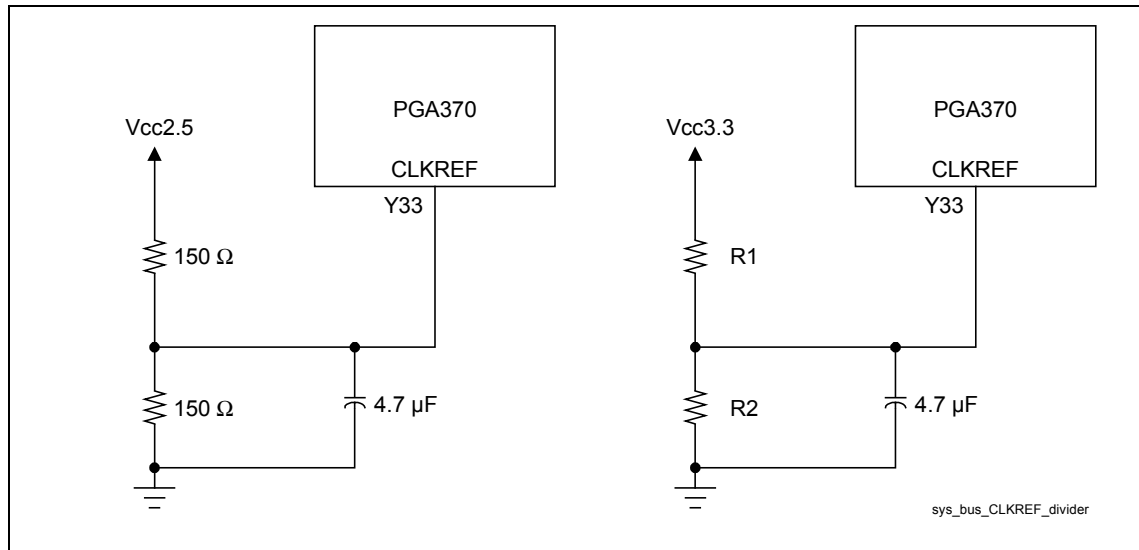 PGA370
Vcc2.5
CLKREF
Y33
150 Ω
150 Ω
4.7 µF
PGA370
Vcc3.3
CLKREF
Y33
R1
R2
4.7 µF
sys_bus_CLKREF_divider